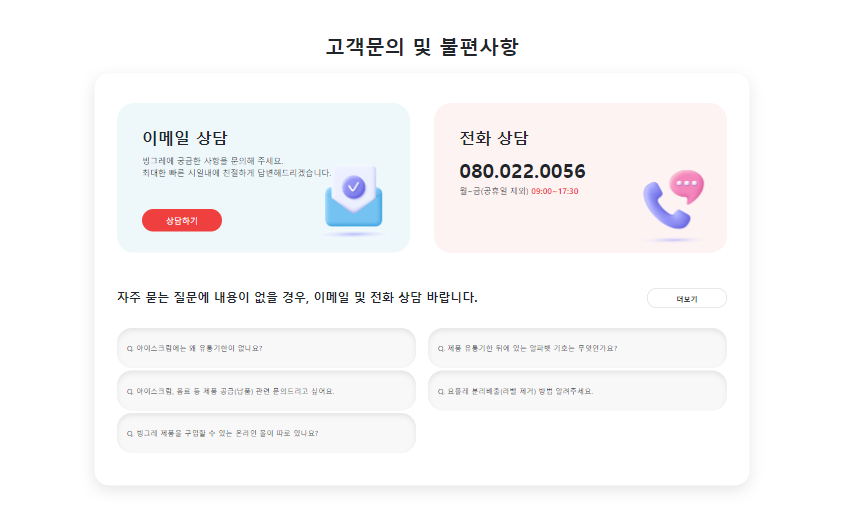 고객문의 및 불편사항
이메일 상담
빙그레에 궁금한 사항을 문의해 주세요.
최대한 빠른 시일내에 친절하게 답변해드리겠습니다.
상담하기
전화 상담
080.022.0056
월~금(공휴일 제외) 09:00~17:30
자주 묻는 질문에 내용이 없을 경우, 이메일 및 전화 상담 바랍니다.
더보기
Q. 아이스크림에는 왜 유통기한이 없나요?
Q. 제품 유통기한 뒤에 있는 알파벳 기호는 무엇인가요?
Q. 아이스크림, 음료 등 제품 공급(납품) 관련 문의드리고 싶어요.
Q. 요플레 분리배출(라벨 제거) 방법 알려주세요.
Q. 빙그레 제품을 구입할 수 있는 온라인 몰이 따로 있나요?